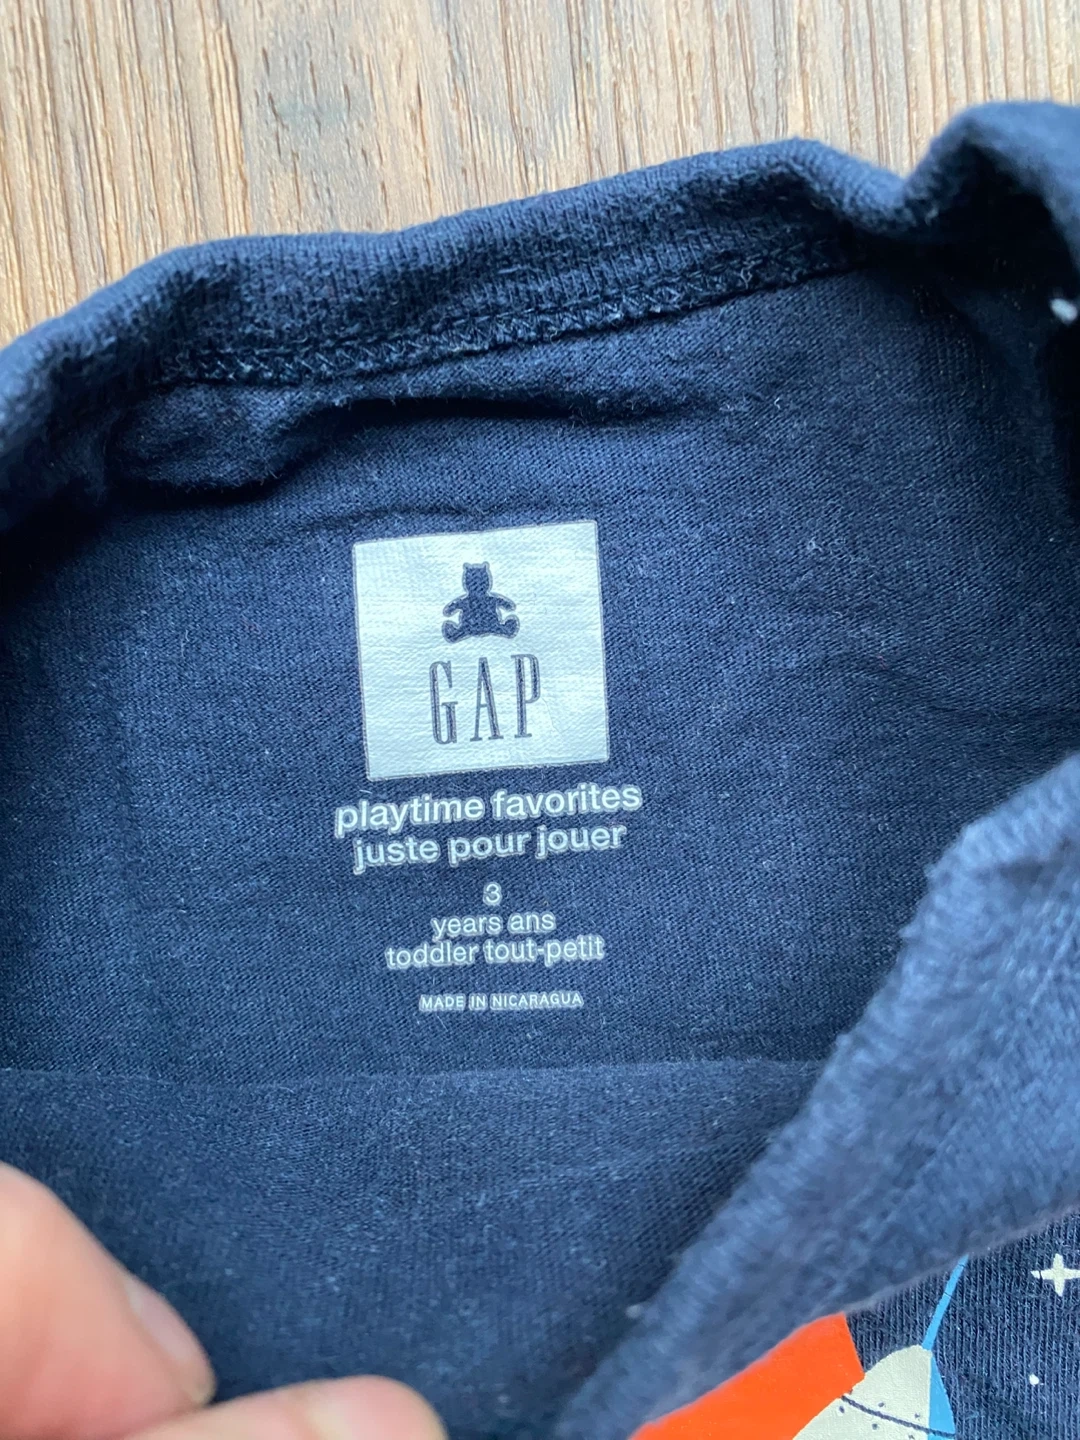 GAP
playtime favorites
juste pour jouer
3
years ans
toddler tout-petit
MADE IN NICARAGUA